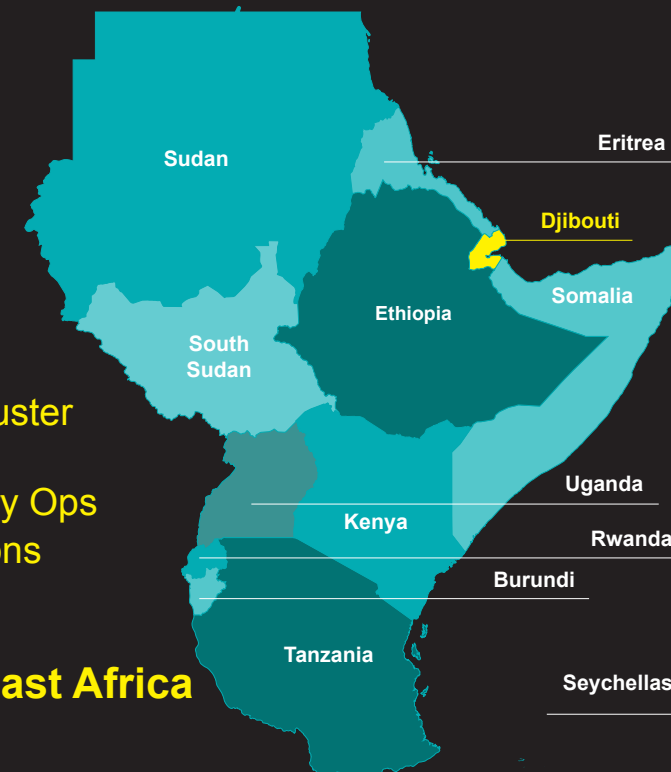 Sudan
Eritrea
Djibouti
Somalia
Ethiopia
South
Sudan
uster
y Ops
Uganda
Kenya
ons
Rwanda
Burundi
Tanzania
ast Africa
Seychellas